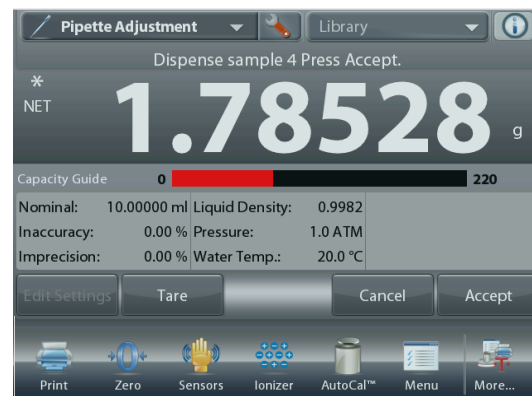 Pipette Adjustment
Library
Dispense sample 4 Press Accept.
*
NET
1.78528 g
Capacity Guide 0 220
Nominal: 10.00000 ml Liquid Density: 0.9982
Inaccuracy: 0.00 % Pressure: 1.0 ATM
Imprecision: 0.00 % Water Temp.: 20.0 °C
Edit Settings Tare Cancel Accept
Print Zero Sensors Ionizer AutoCal™ Menu More...